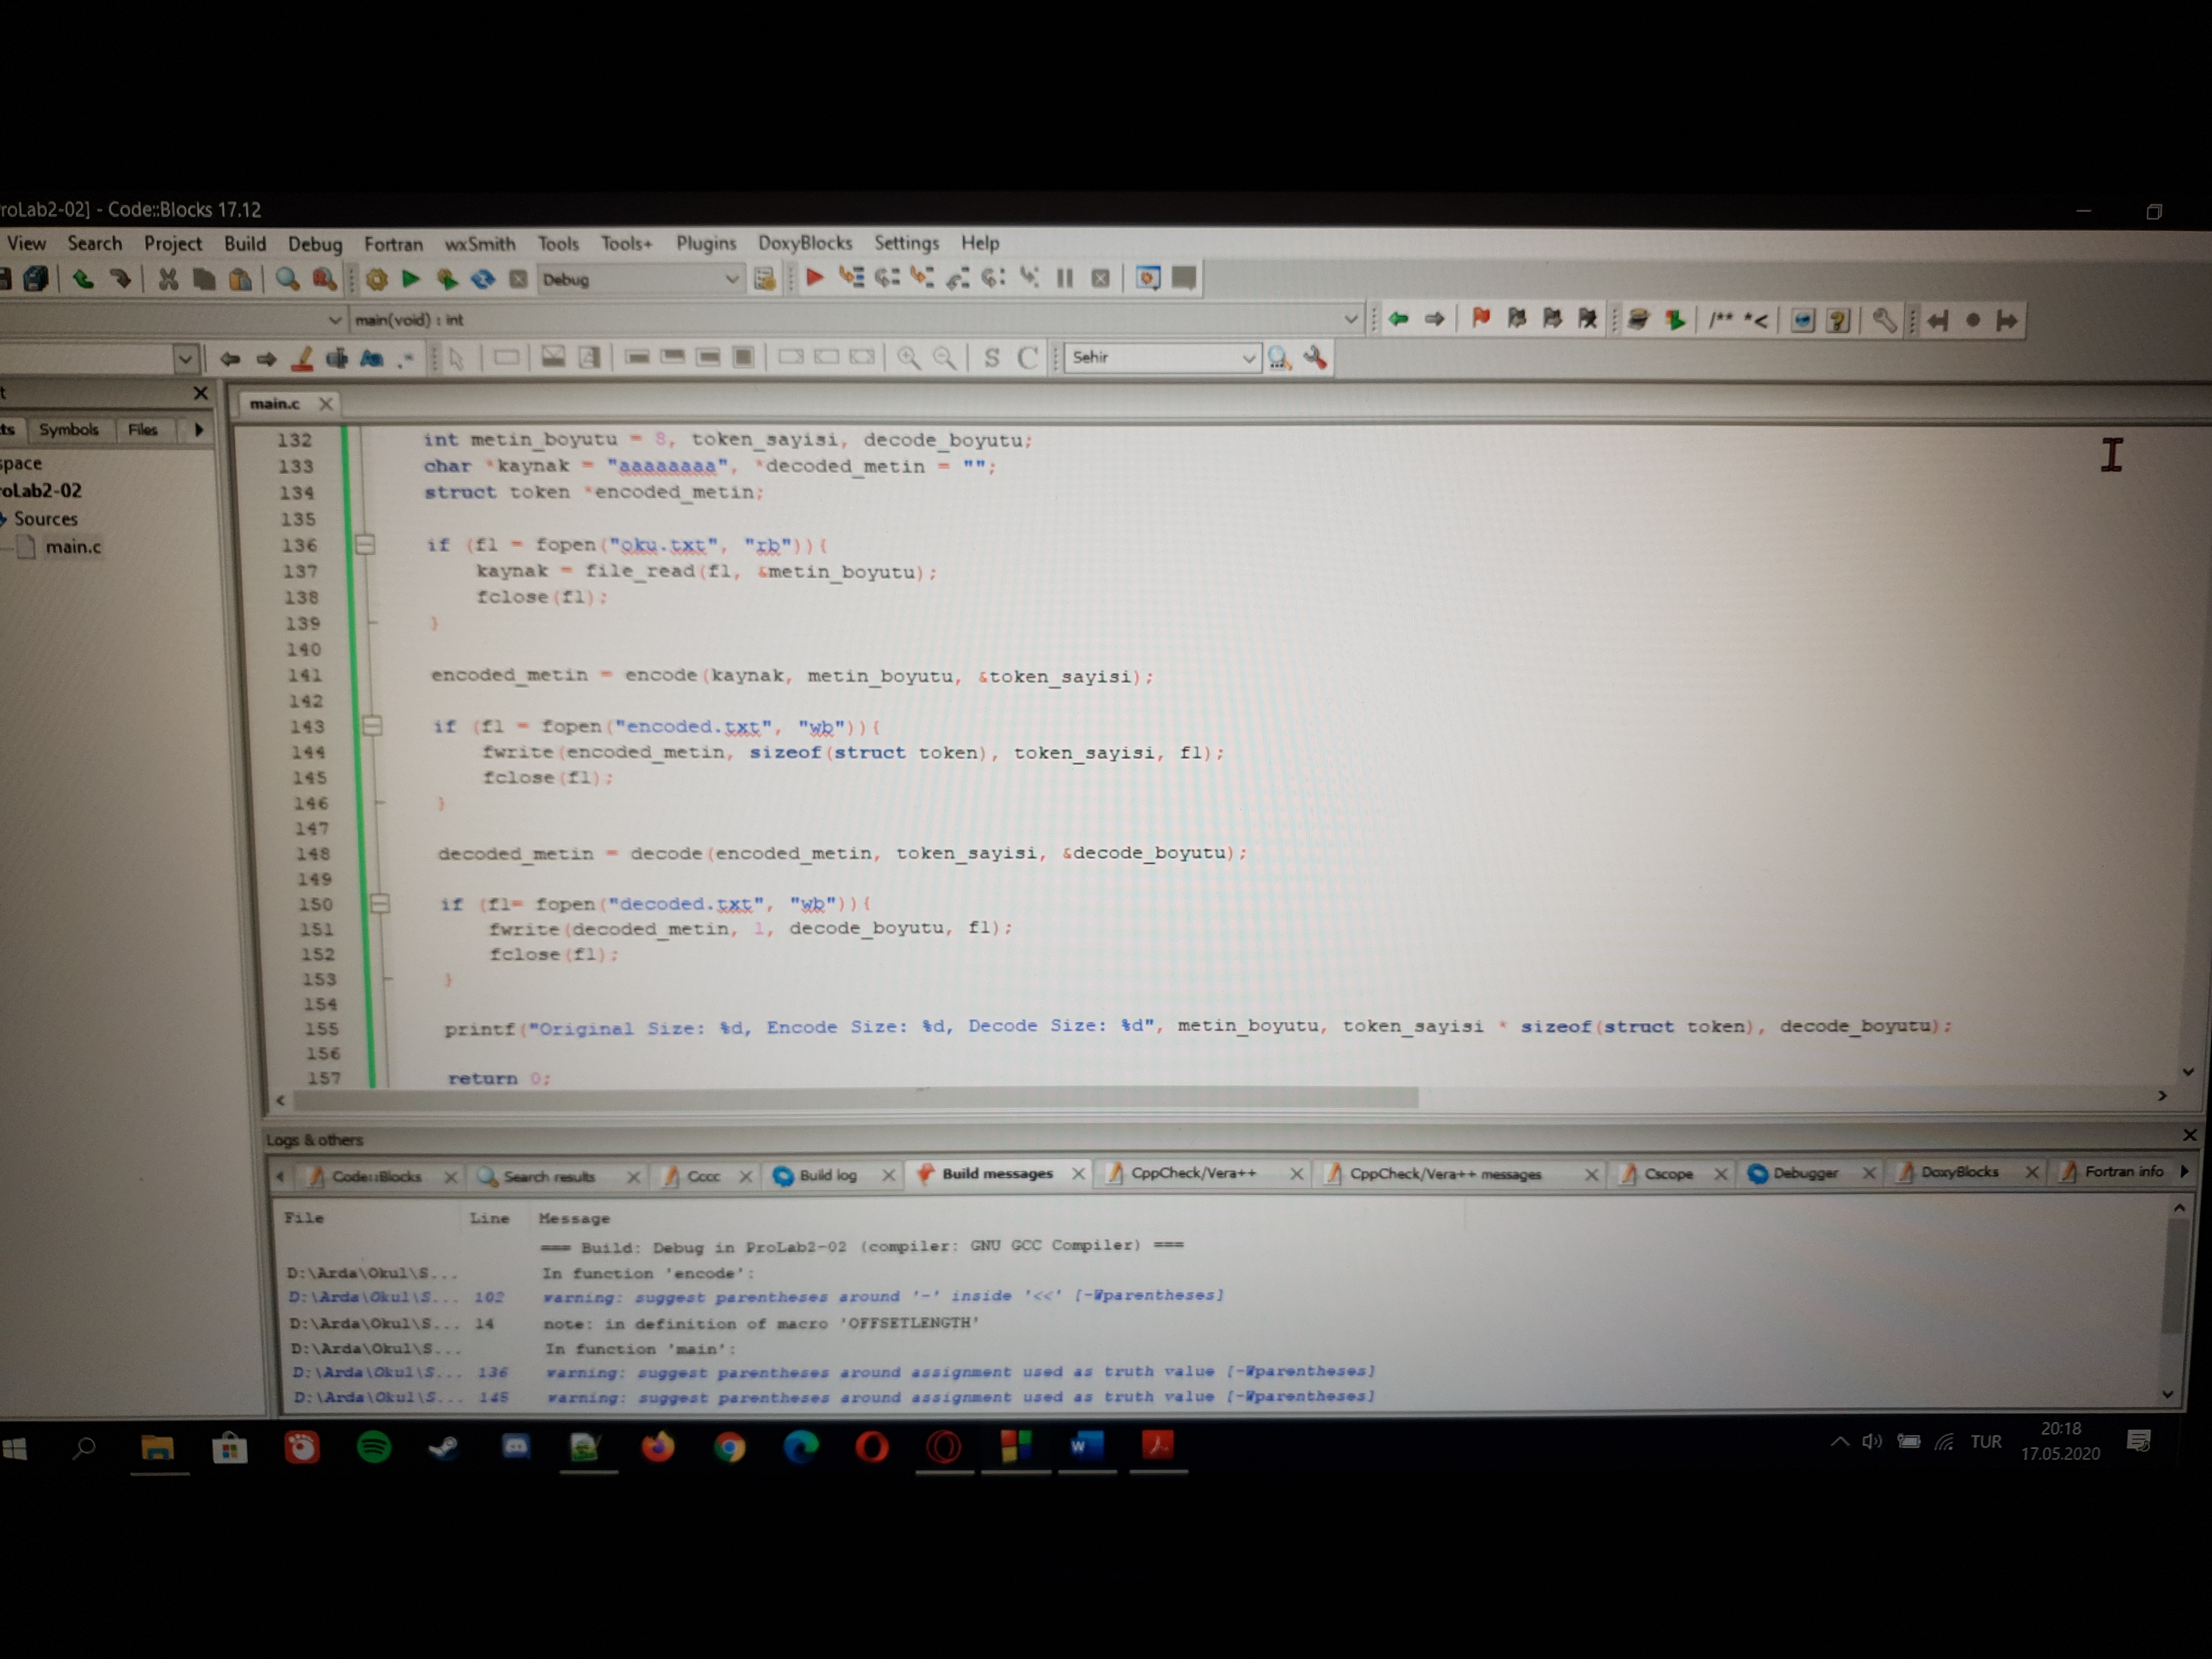 roLab2-02] - Code::Blocks 17.12
View Search Project Build Debug Fortran wxSmith Tools Tools+ Plugins DoxyBlocks Settings Help
Debug
main(void) : int
/** *<
S C Sehir
t
main.c
ts Symbols Files
space
roLab2-02
Sources
main.c
132 int metin_boyutu = 8, token_sayisi, decode_boyutu;
133 char *kaynak = "aaaaaaaa", *decoded_metin = "";
134 struct token *encoded_metin;
135
136 if (f1 = fopen("oku.txt", "rb")){
137 kaynak = file_read(f1, &metin_boyutu);
138 fclose(f1);
139 }
140
141 encoded_metin = encode(kaynak, metin_boyutu, &token_sayisi);
142
143 if (f1 = fopen("encoded.txt", "wb")){
144 fwrite(encoded_metin, sizeof(struct token), token_sayisi, f1);
145 fclose(f1);
146 }
147
148 decoded_metin = decode(encoded_metin, token_sayisi, &decode_boyutu);
149
150 if (f1= fopen("decoded.txt", "wb")){
151 fwrite(decoded_metin, 1, decode_boyutu, f1);
152 fclose(f1);
153 }
154
155 printf("Original Size: %d, Encode Size: %d, Decode Size: %d", metin_boyutu, token_sayisi * sizeof(struct token), decode_boyutu);
156
157 return 0;
Logs & others
Code::Blocks Search results Cccc Build log Build messages CppCheck/Vera++ CppCheck/Vera++ messages Cscope Debugger DoxyBlocks Fortran info
File Line Message
=== Build: Debug in ProLab2-02 (compiler: GNU GCC Compiler) ===
D:\Arda\Okul\S... In function 'encode':
D:\Arda\Okul\S... 102 warning: suggest parentheses around '-' inside '<<' [-Wparentheses]
D:\Arda\Okul\S... 14 note: in definition of macro 'OFFSETLENGTH'
D:\Arda\Okul\S... In function 'main':
D:\Arda\Okul\S... 136 warning: suggest parentheses around assignment used as truth value [-Wparentheses]
D:\Arda\Okul\S... 145 warning: suggest parentheses around assignment used as truth value [-Wparentheses]
TUR
20:18
17.05.2020